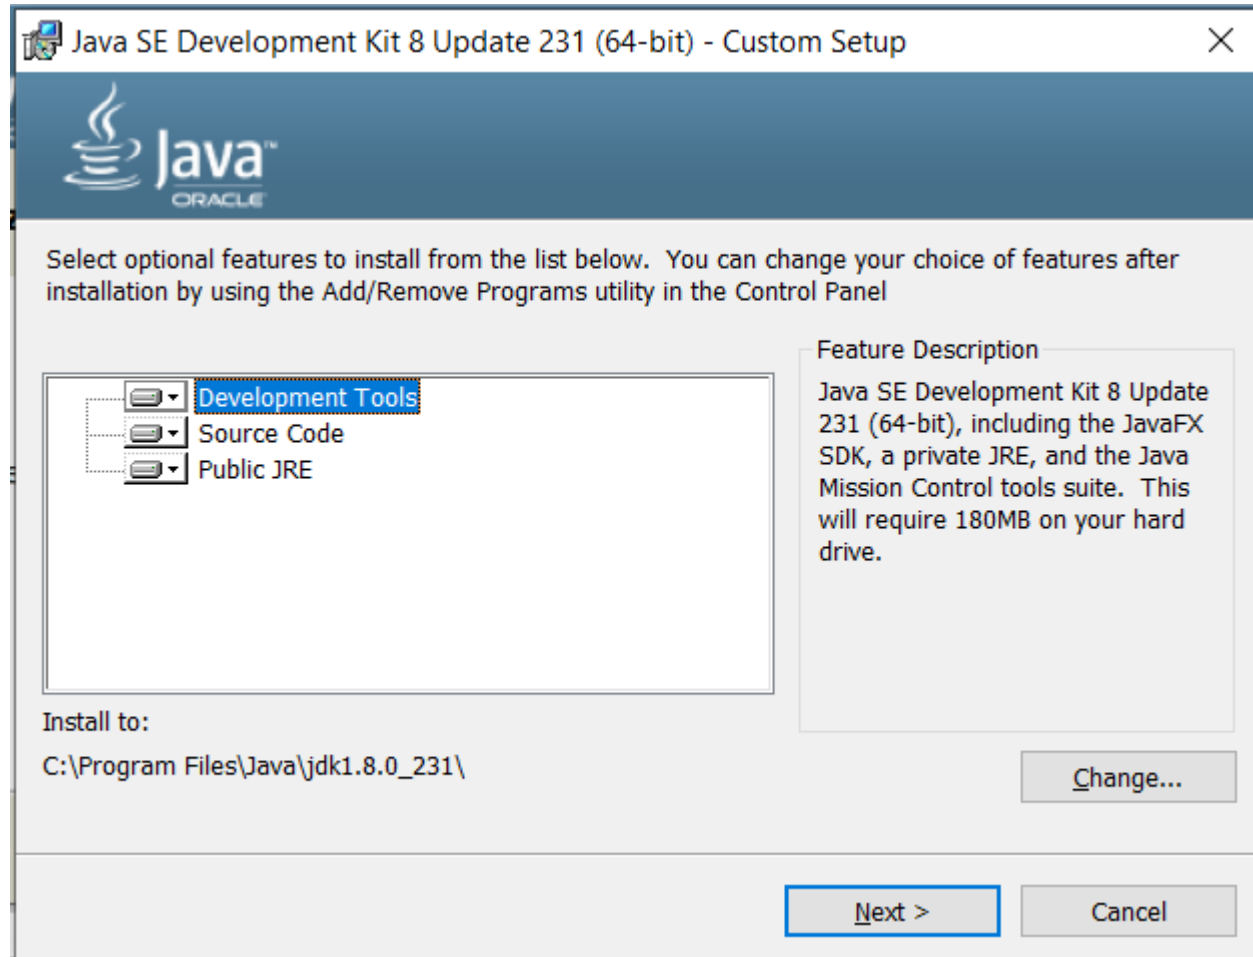 Java SE Development Kit 8 Update 231 (64-bit) - Custom Setup
Java™
ORACLE
Select optional features to install from the list below.  You can change your choice of features after
installation by using the Add/Remove Programs utility in the Control Panel
Development Tools
Source Code
Public JRE
Feature Description
Java SE Development Kit 8 Update
231 (64-bit), including the JavaFX
SDK, a private JRE, and the Java
Mission Control tools suite.  This
will require 180MB on your hard
drive.
Install to:
C:\Program Files\Java\jdk1.8.0_231\
Change...
Next >
Cancel